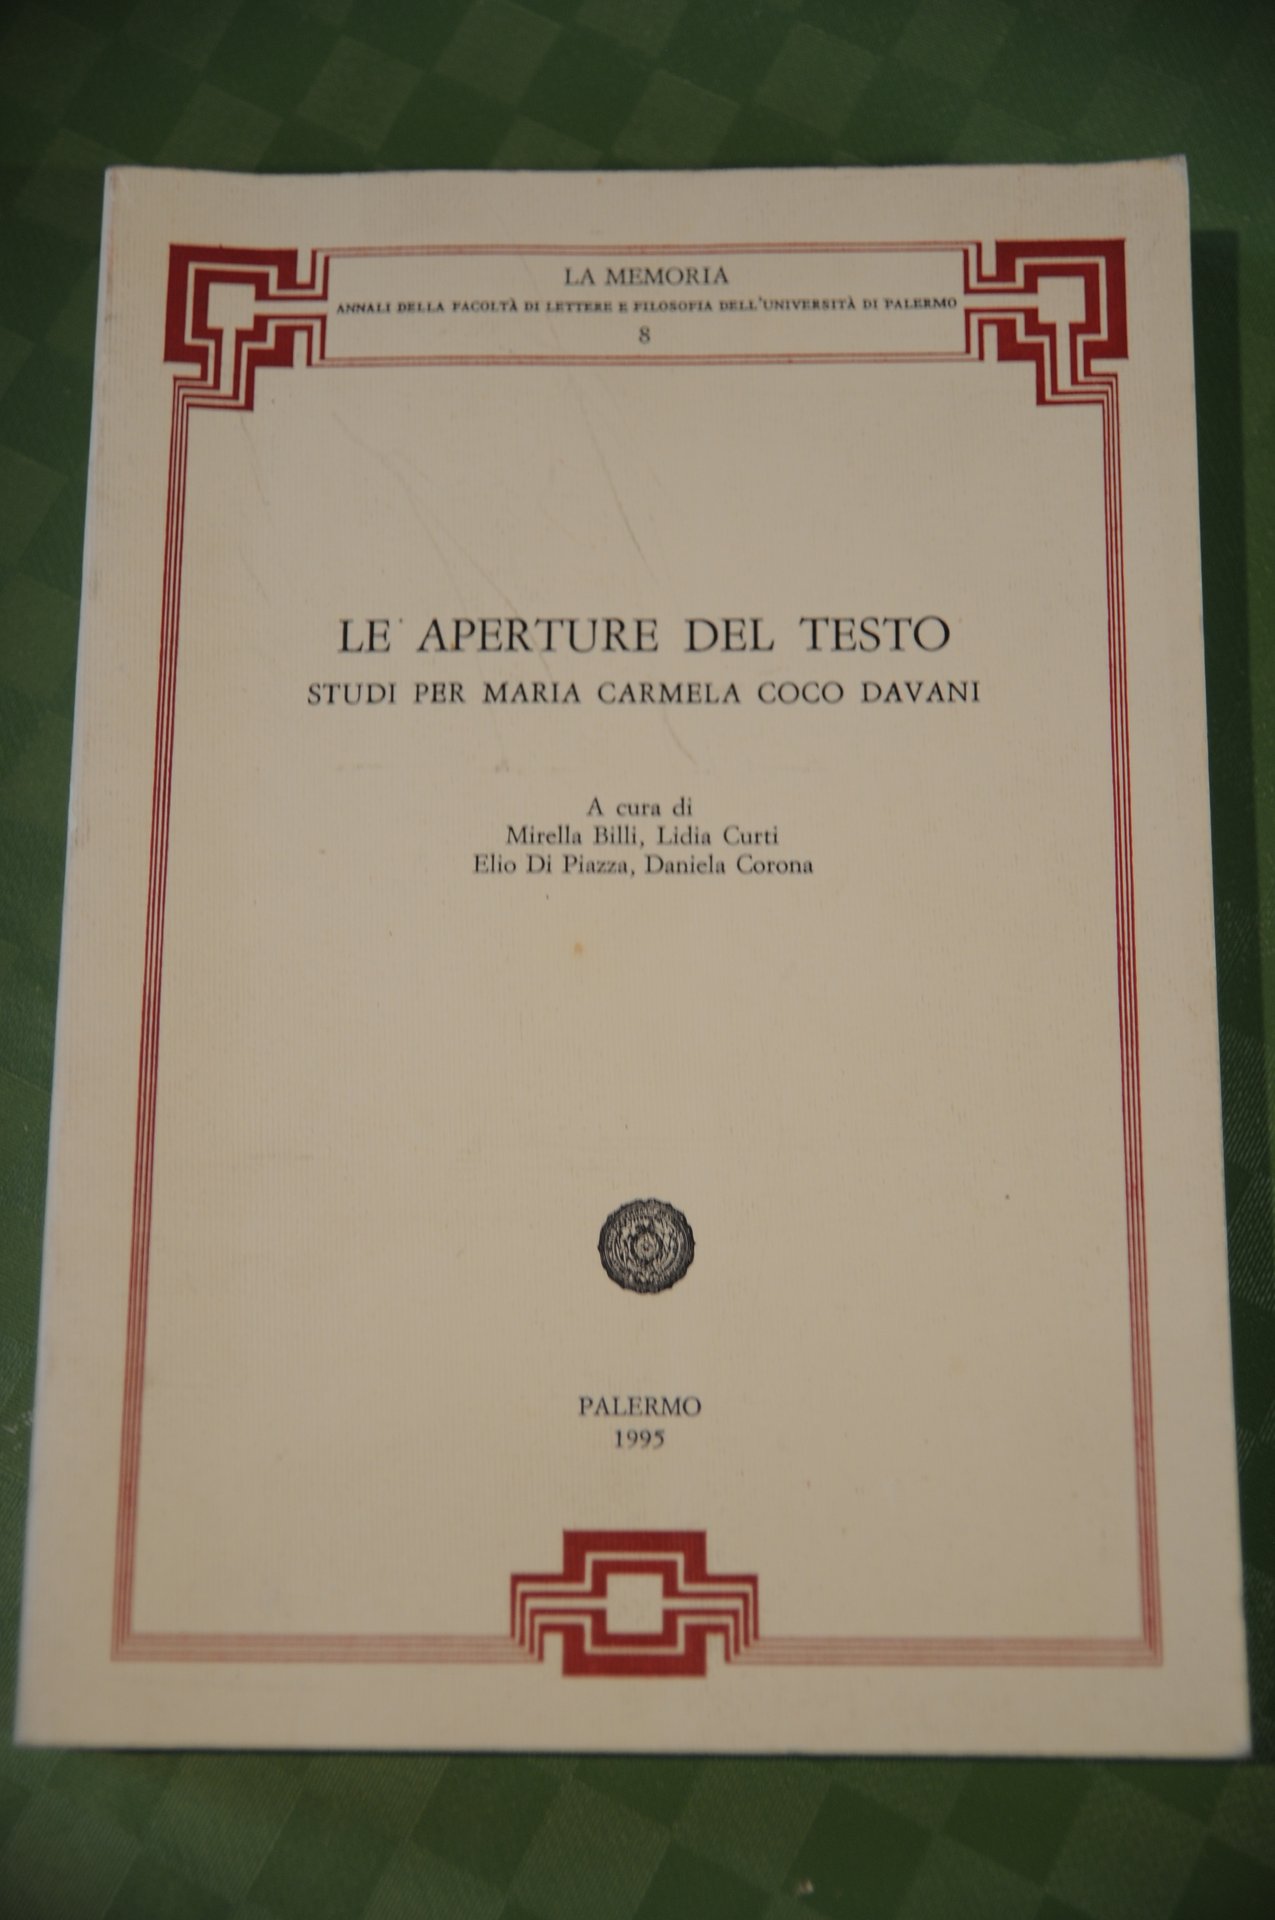 LA MEMORIA
ANNALI DELLA FACOLTÀ DI LETTERE E FILOSOFIA DELL'UNIVERSITÀ DI PALERMO
8
LE APERTURE DEL TESTO
STUDI PER MARIA CARMELA COCO DAVANI
A cura di
Mirella Billi, Lidia Curti
Elio Di Piazza, Daniela Corona
PALERMO
1995